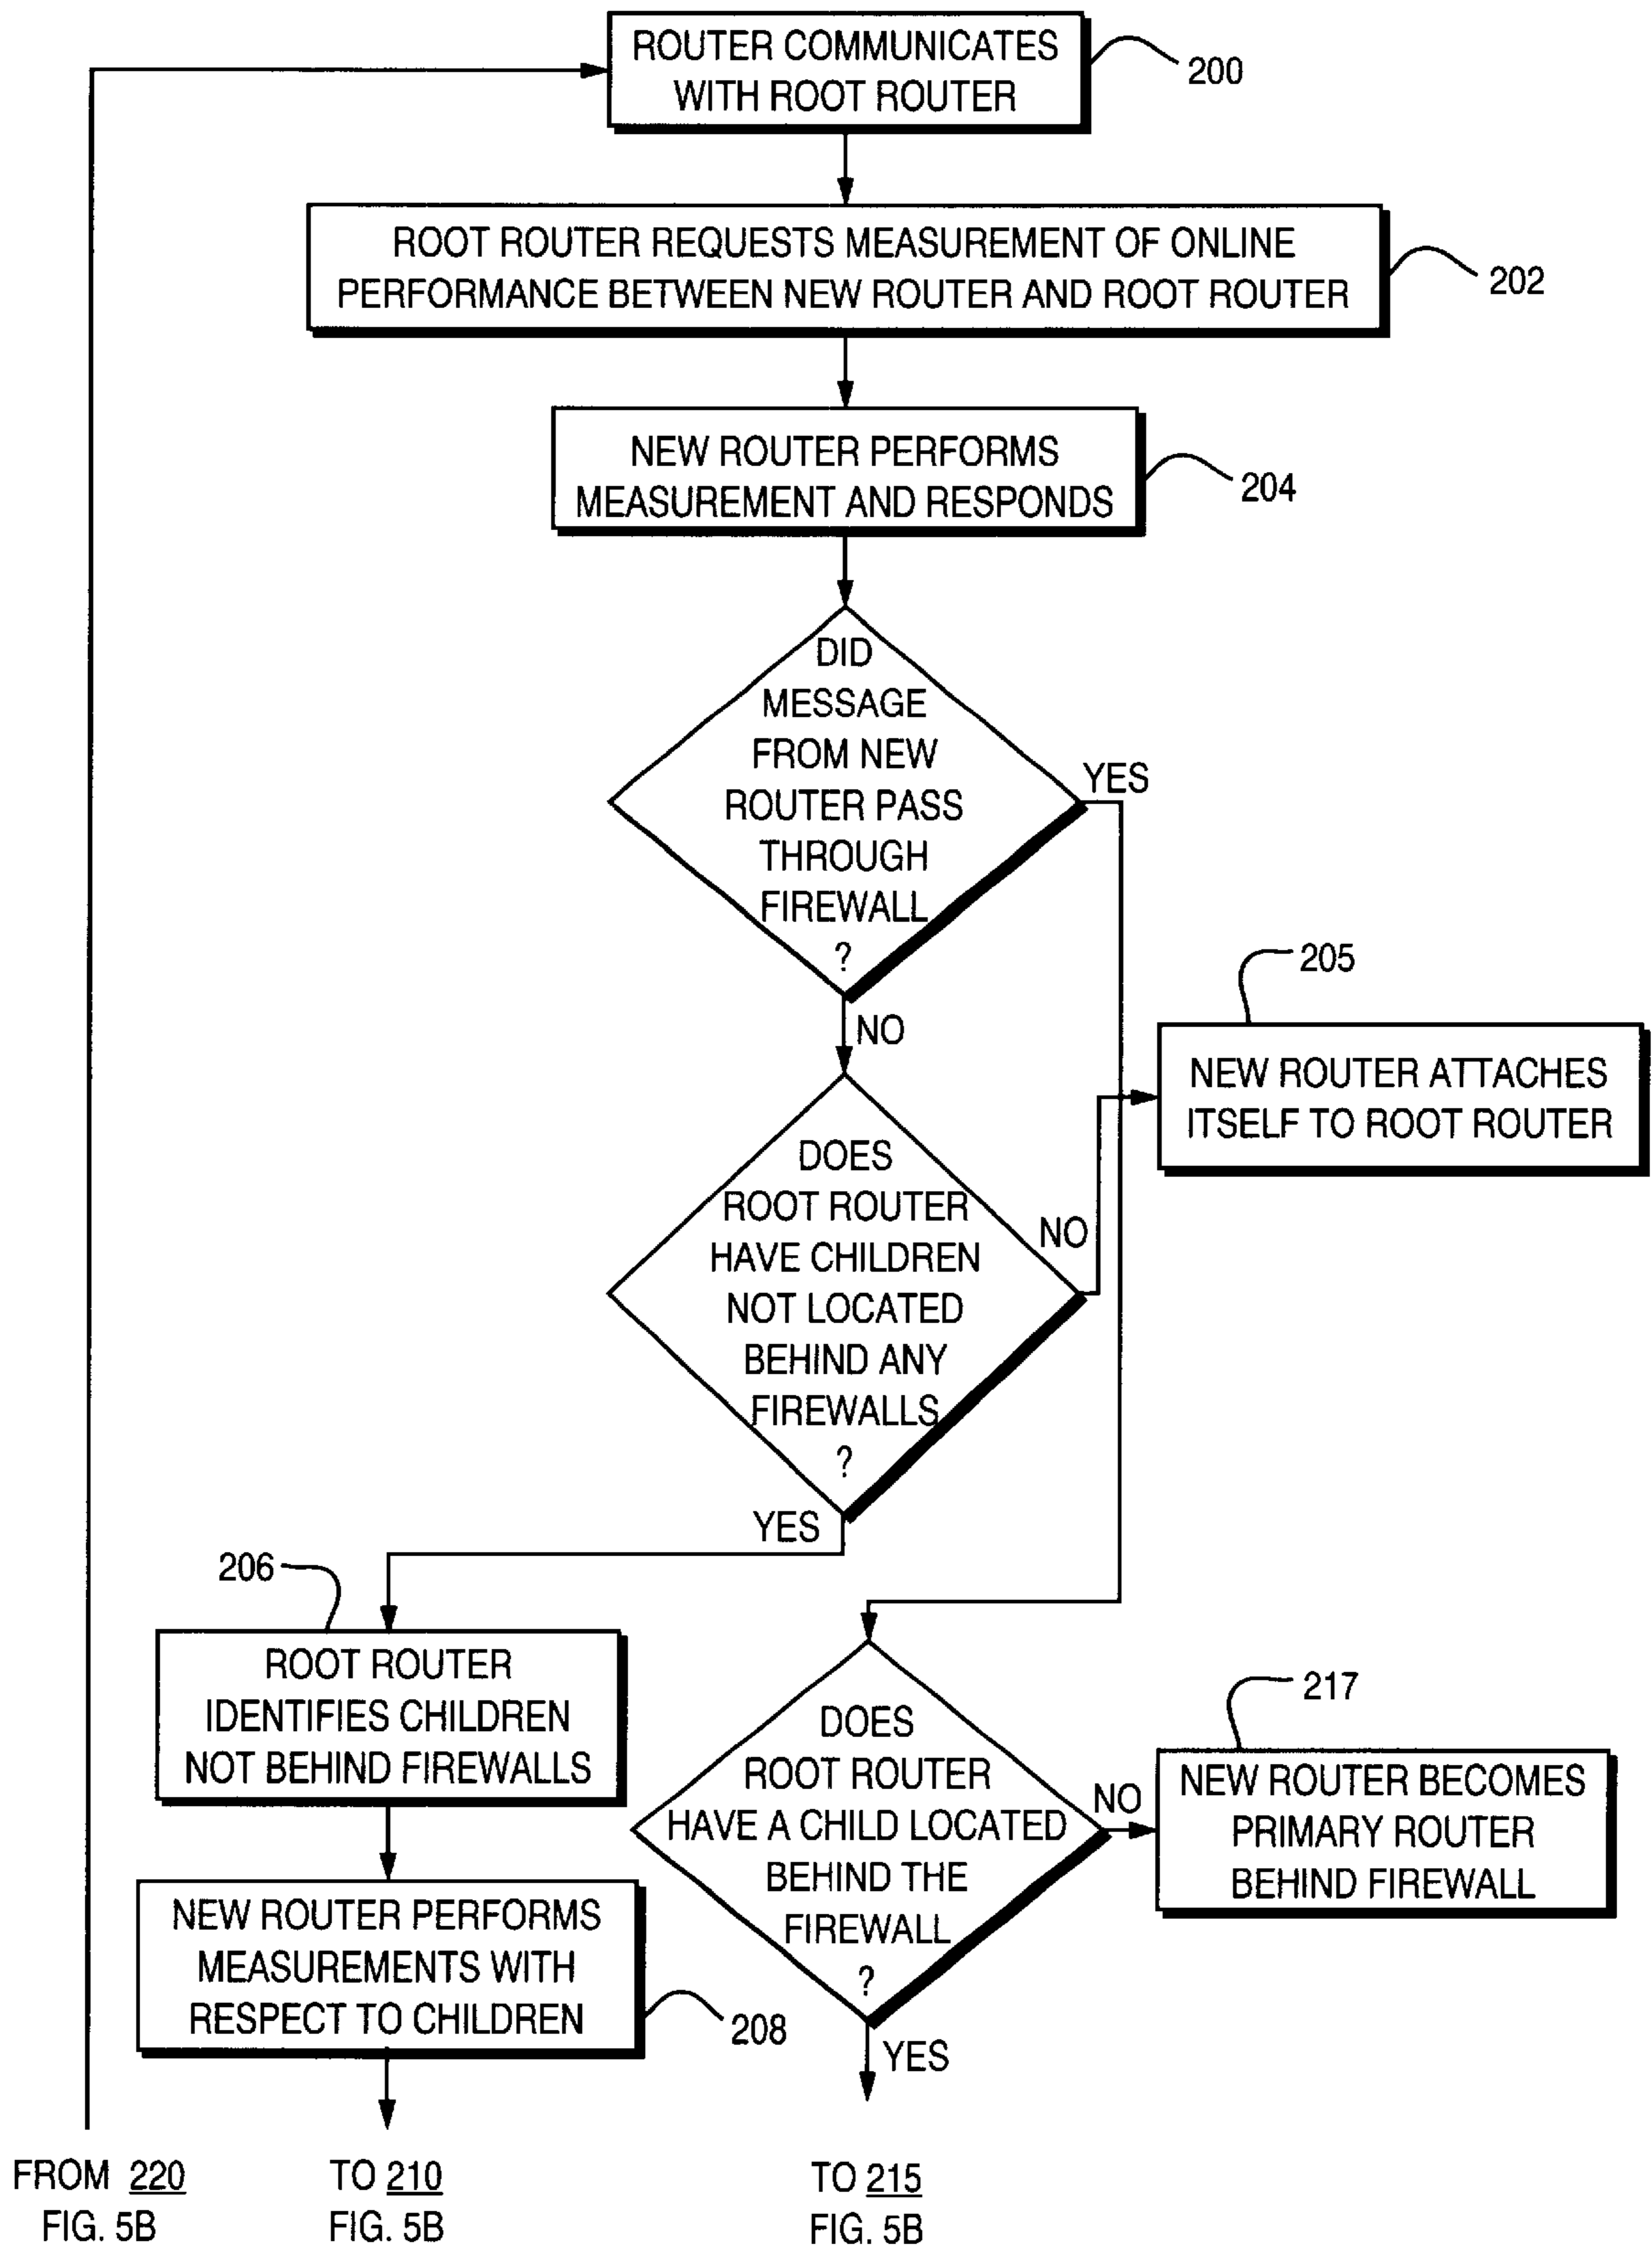 ROUTER COMMUNICATES
WITH ROOT ROUTER
200
ROOT ROUTER REQUESTS MEASUREMENT OF ONLINE
PERFORMANCE BETWEEN NEW ROUTER AND ROOT ROUTER
202
NEW ROUTER PERFORMS
MEASUREMENT AND RESPONDS
204
DID
MESSAGE
FROM NEW
ROUTER PASS
THROUGH
FIREWALL
?
YES
NO
205
NEW ROUTER ATTACHES
ITSELF TO ROOT ROUTER
DOES
ROOT ROUTER
HAVE CHILDREN
NOT LOCATED
BEHIND ANY
FIREWALLS
?
NO
YES
206
ROOT ROUTER
IDENTIFIES CHILDREN
NOT BEHIND FIREWALLS
NEW ROUTER PERFORMS
MEASUREMENTS WITH
RESPECT TO CHILDREN
208
DOES
ROOT ROUTER
HAVE A CHILD LOCATED
BEHIND THE
FIREWALL
?
NO
YES
217
NEW ROUTER BECOMES
PRIMARY ROUTER
BEHIND FIREWALL
FROM 220
FIG. 5B
TO 210
FIG. 5B
TO 215
FIG. 5B